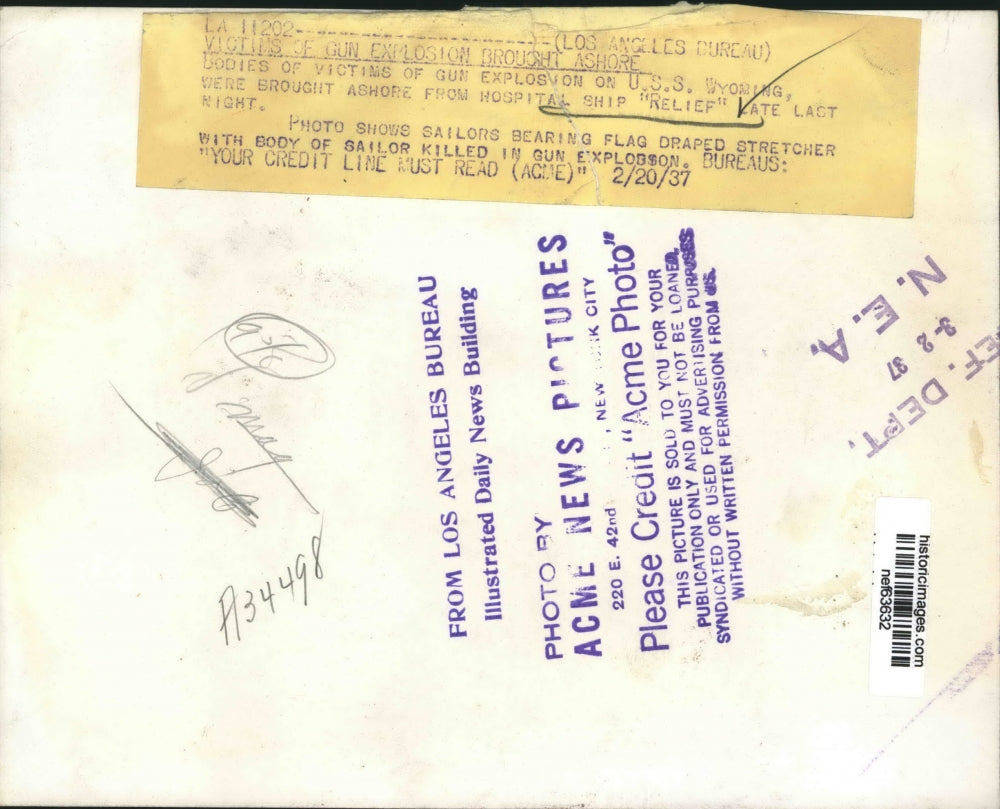 LA 11202-----------------------------(LOS ANGLLES BUREAU)
VICTIMS OF GUN EXPLOSION BROUGHT ASHORE
BODIES OF VICTIMS OF GUN EXPLOSION ON U.S.S. WYOMING,
WERE BROUGHT ASHORE FROM HOSPITAL SHIP "RELIEF" LATE LAST
NIGHT.
PHOTO SHOWS SAILORS BEARING FLAG DRAPED STRETCHER
WITH BODY OF SAILOR KILLED IN GUN EXPLOBSON. BUREAUS:
"YOUR CREDIT LINE MUST READ (ACME)" 2/20/37
FROM LOS ANGELES BUREAU
Illustrated Daily News Building
PHOTO BY
ACME NEWS PICTURES
220 E. 42nd , NEW YORK CITY
Please Credit "Acme Photo"
THIS PICTURE IS SOLD TO YOU FOR YOUR
PUBLICATION ONLY AND MUST NOT BE LOANED,
SYNDICATED OR USED FOR ADVERTISING PURPOSES
WITHOUT WRITTEN PERMISSION FROM US.
N. E. A.
3-2 37
EF. DEPT.
A34498
historicimages.com
nef63632